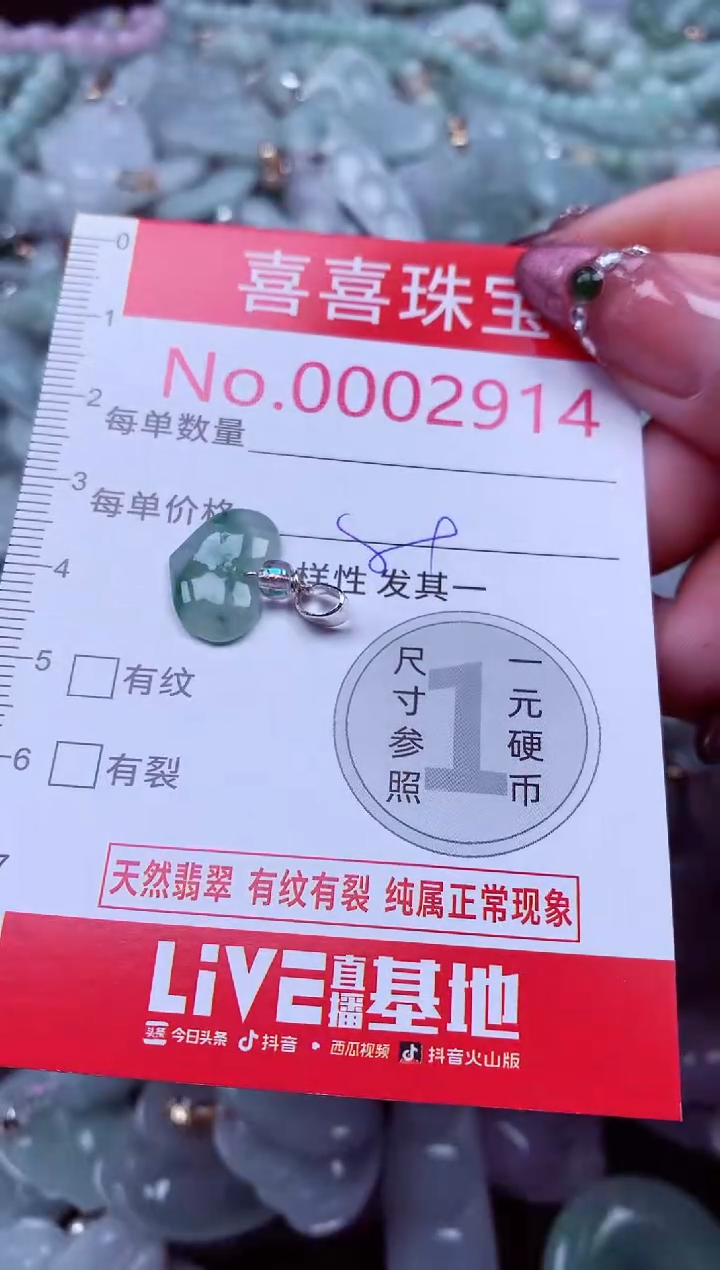 喜喜珠宝
No.0002914
每单数量
每单价格
样性 发其一
尺寸参照
1
一元硬币
0
1
2
3
4
5
6
7
有纹
有裂
天然翡翠 有纹有裂 纯属正常现象
LiVE直播基地
头条 今日头条 抖音 · 西瓜视频 抖音火山版